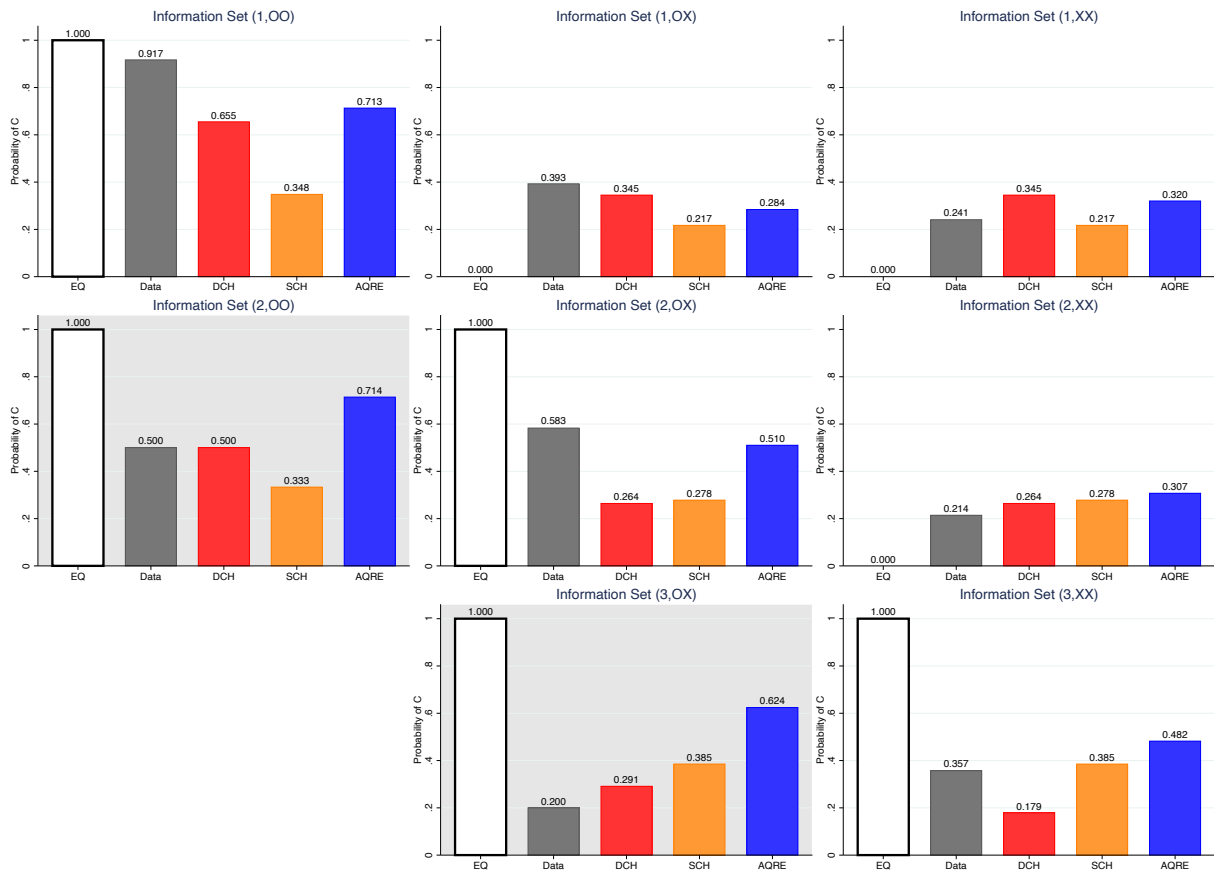 Information Set (1,OO)
Probability of C
0 .2 .4 .6 .8 1
1.000
0.917
0.655
0.348
0.713
EQ Data DCH SCH AQRE
Information Set (1,OX)
Probability of C
0 .2 .4 .6 .8 1
0.000
0.393
0.345
0.217
0.284
EQ Data DCH SCH AQRE
Information Set (1,XX)
Probability of C
0 .2 .4 .6 .8 1
0.000
0.241
0.345
0.217
0.320
EQ Data DCH SCH AQRE
Information Set (2,OO)
Probability of C
0 .2 .4 .6 .8 1
1.000
0.500
0.500
0.333
0.714
EQ Data DCH SCH AQRE
Information Set (2,OX)
Probability of C
0 .2 .4 .6 .8 1
1.000
0.583
0.264
0.278
0.510
EQ Data DCH SCH AQRE
Information Set (2,XX)
Probability of C
0 .2 .4 .6 .8 1
0.000
0.214
0.264
0.278
0.307
EQ Data DCH SCH AQRE
Information Set (3,OX)
Probability of C
0 .2 .4 .6 .8 1
1.000
0.200
0.291
0.385
0.624
EQ Data DCH SCH AQRE
Information Set (3,XX)
Probability of C
0 .2 .4 .6 .8 1
1.000
0.357
0.179
0.385
0.482
EQ Data DCH SCH AQRE